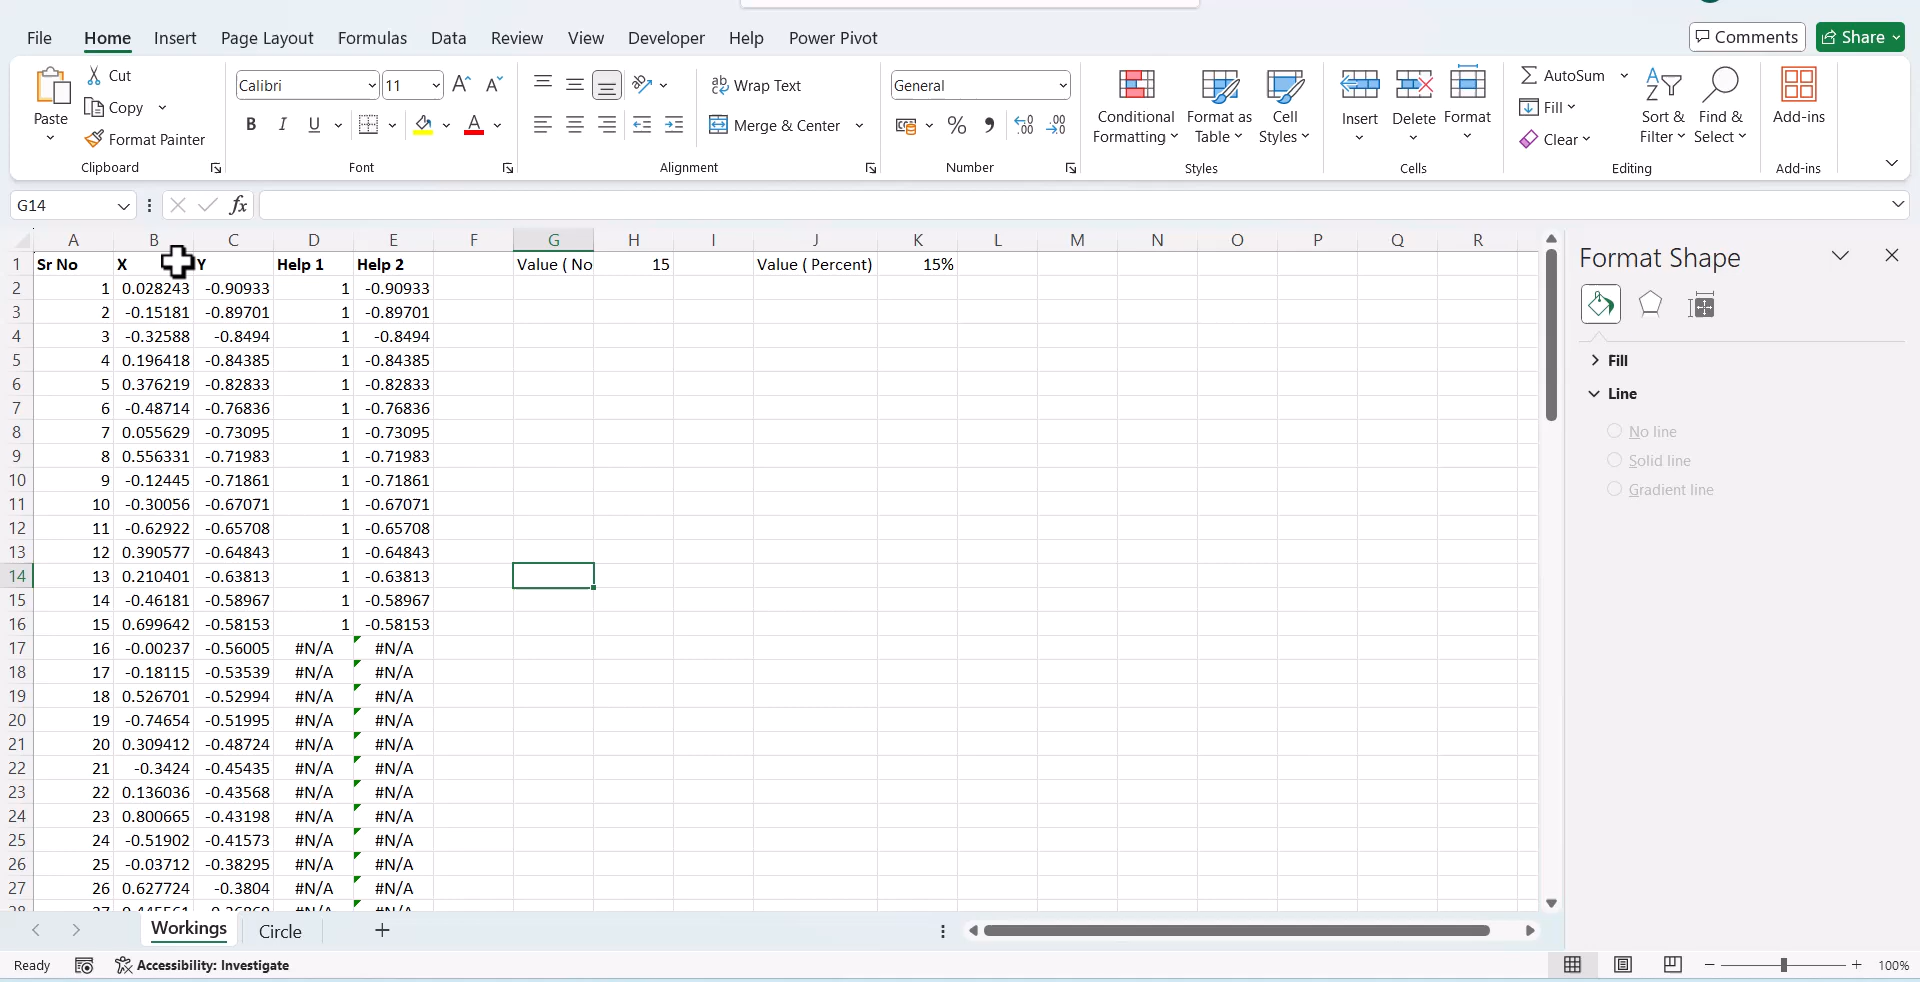 File Home Insert Page Layout Formulas Data Review View Developer Help Power Pivot Comments Share
Paste Cut Copy Format Painter Clipboard
Calibri 11 A^ A˅ B I U A Font
Wrap Text Merge & Center Alignment
General % 9 .00 Number
Conditional Formatting Format as Table Cell Styles Styles
Insert Delete Format Cells
AutoSum Fill Clear Sort & Filter Find & Select Editing
Add-ins Add-ins
G14 fx
A B C D E F G H I J K L M N O P Q R
1 Sr No X Y Help 1 Help 2 Value ( No 15 Value ( Percent) 15%
2 1 0.028243 -0.90933 1 -0.90933
3 2 -0.15181 -0.89701 1 -0.89701
4 3 -0.32588 -0.8494 1 -0.8494
5 4 0.196418 -0.84385 1 -0.84385
6 5 0.376219 -0.82833 1 -0.82833
7 6 -0.48714 -0.76836 1 -0.76836
8 7 0.055629 -0.73095 1 -0.73095
9 8 0.556331 -0.71983 1 -0.71983
10 9 -0.12445 -0.71861 1 -0.71861
11 10 -0.30056 -0.67071 1 -0.67071
12 11 -0.62922 -0.65708 1 -0.65708
13 12 0.390577 -0.64843 1 -0.64843
14 13 0.210401 -0.63813 1 -0.63813
15 14 -0.46181 -0.58967 1 -0.58967
16 15 0.699642 -0.58153 1 -0.58153
17 16 -0.00237 -0.56005 #N/A #N/A
18 17 -0.18115 -0.53539 #N/A #N/A
19 18 0.526701 -0.52994 #N/A #N/A
20 19 -0.74654 -0.51995 #N/A #N/A
21 20 0.309412 -0.48724 #N/A #N/A
22 21 -0.3424 -0.45435 #N/A #N/A
23 22 0.136036 -0.43568 #N/A #N/A
24 23 0.800665 -0.43198 #N/A #N/A
25 24 -0.51902 -0.41573 #N/A #N/A
26 25 -0.03712 -0.38295 #N/A #N/A
27 26 0.627724 -0.3804 #N/A #N/A
Format Shape
Fill
Line
No line
Solid line
Gradient line
Workings Circle
Ready Accessibility: Investigate 100%